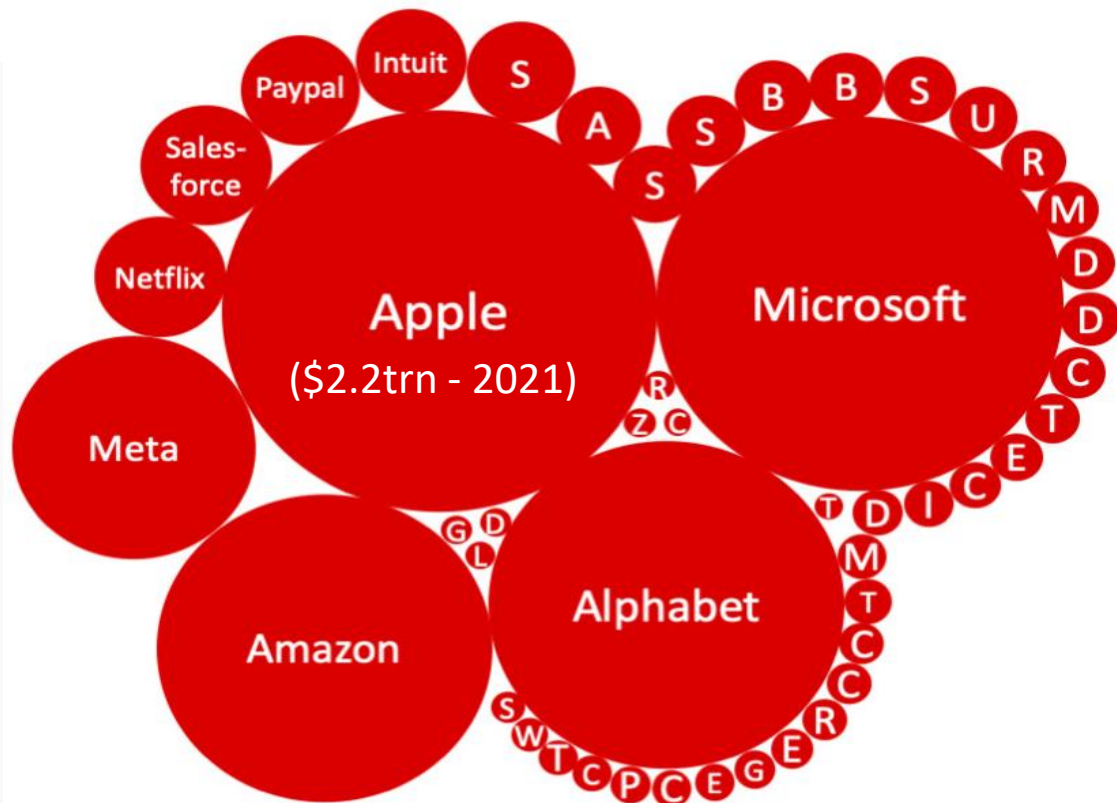 Intuit
S
Paypal
A
Sales-
force
S
S
B
B
S
U
R
M
D
D
C
T
E
C
I
D
T
Netflix
Apple
($2.2trn - 2021)
Microsoft
R
Z
C
Meta
G
D
L
Amazon
Alphabet
M
T
C
C
R
E
G
E
C
P
C
T
W
S